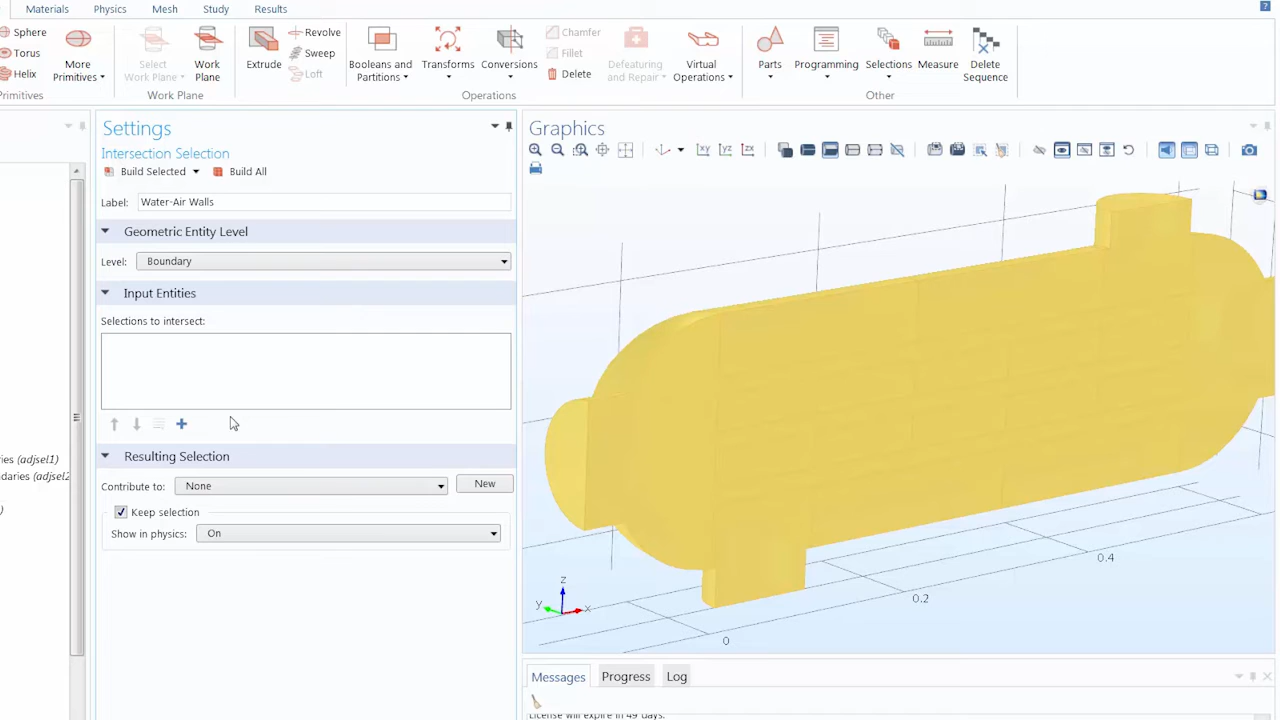 Materials Physics Mesh Study Results
Sphere
Torus
Helix
More Primitives
Select Work Plane
Work Plane
Extrude
Revolve
Sweep
Loft
Booleans and Partitions
Transforms
Conversions
Chamfer
Fillet
Delete
Defeaturing and Repair
Virtual Operations
Parts
Programming
Selections
Measure
Delete Sequence
rimitives
Work Plane
Operations
Other
Settings
Intersection Selection
Build Selected Build All
Label: Water-Air Walls
Geometric Entity Level
Level: Boundary
Input Entities
Selections to intersect:
Resulting Selection
Contribute to: None New
Keep selection
Show in physics: On
ies (adjsel1)
daries (adjsel2
)
Graphics
xy yz zx
z
y
x
0
0.2
0.4
Messages Progress Log
License will expire in 49 days.